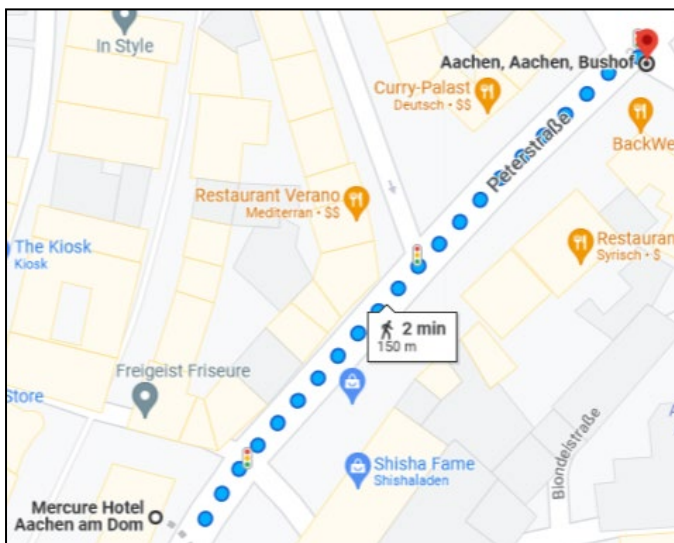 In Style
Aachen, Aachen, Bushof
Curry-Palast
Deutsch • $$
Peterstraße
BackWe
Restaurant Verano
Mediterran • $$
The Kiosk
Kiosk
Restauran
Syrisch • $
2 min
150 m
Freigeist Friseure
Store
Blondelstraße
Shisha Fame
Shishaladen
Mercure Hotel
Aachen am Dom